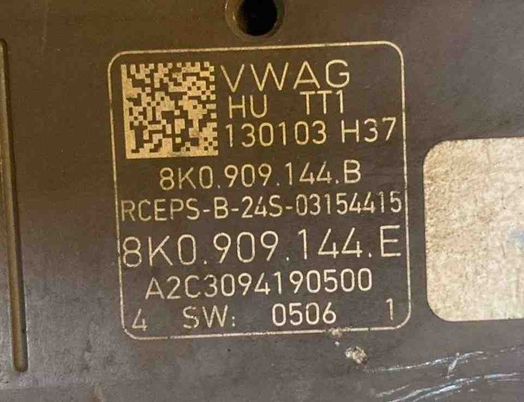 VWAG
HU TT1
130103 H37
8K0.909.144.B
RCEPS-B-24S-03154415
8K0.909.144.E
A2C3094190500
4 SW: 0506 1